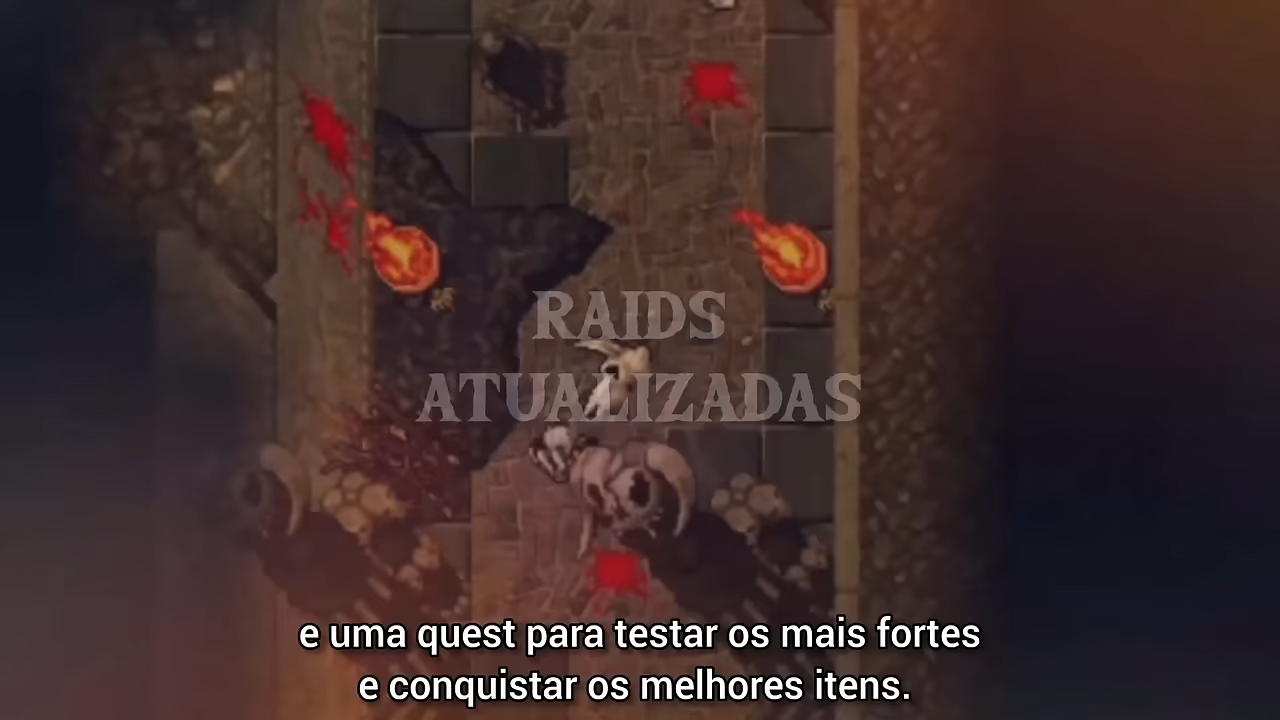 RAIDS
ATUALIZADAS
e uma quest para testar os mais fortes
e conquistar os melhores itens.